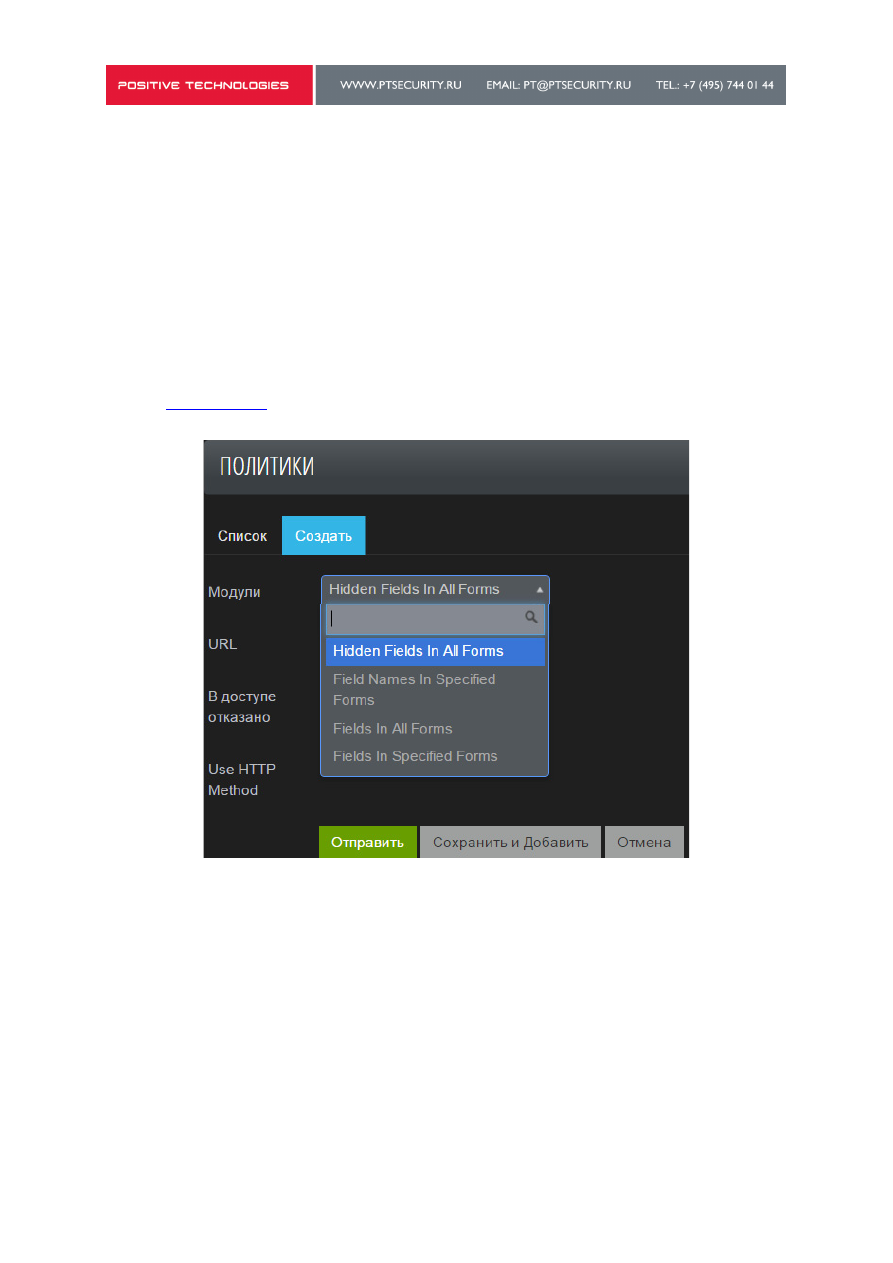 POSITIVE TECHNOLOGIES WWW.PTSECURITY.RU EMAIL: PT@PTSECURITY.RU TEL.: +7 (495) 744 01 44
ПОЛИТИКИ
Список Создать
Модули Hidden Fields In All Forms
Hidden Fields In All Forms
URL
Field Names In Specified
Forms
В доступе
отказано
Fields In All Forms
Fields In Specified Forms
Use HTTP
Method
Отправить Сохранить и Добавить Отмена